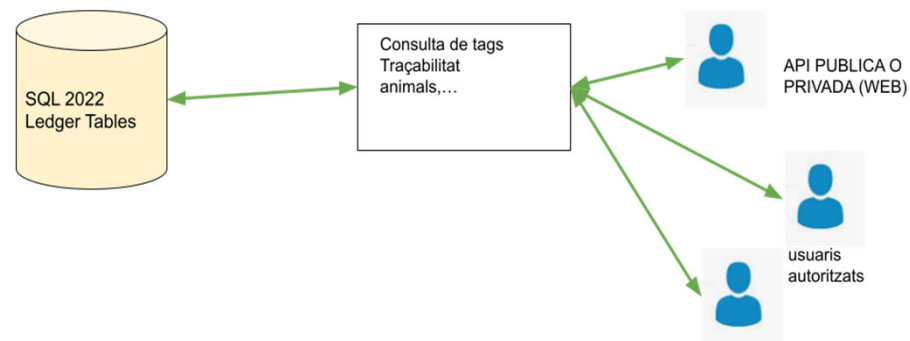 SQL 2022
Ledger Tables
Consulta de tags
Traçabilitat
animals,...
API PUBLICA O
PRIVADA (WEB)
usuaris
autoritzats